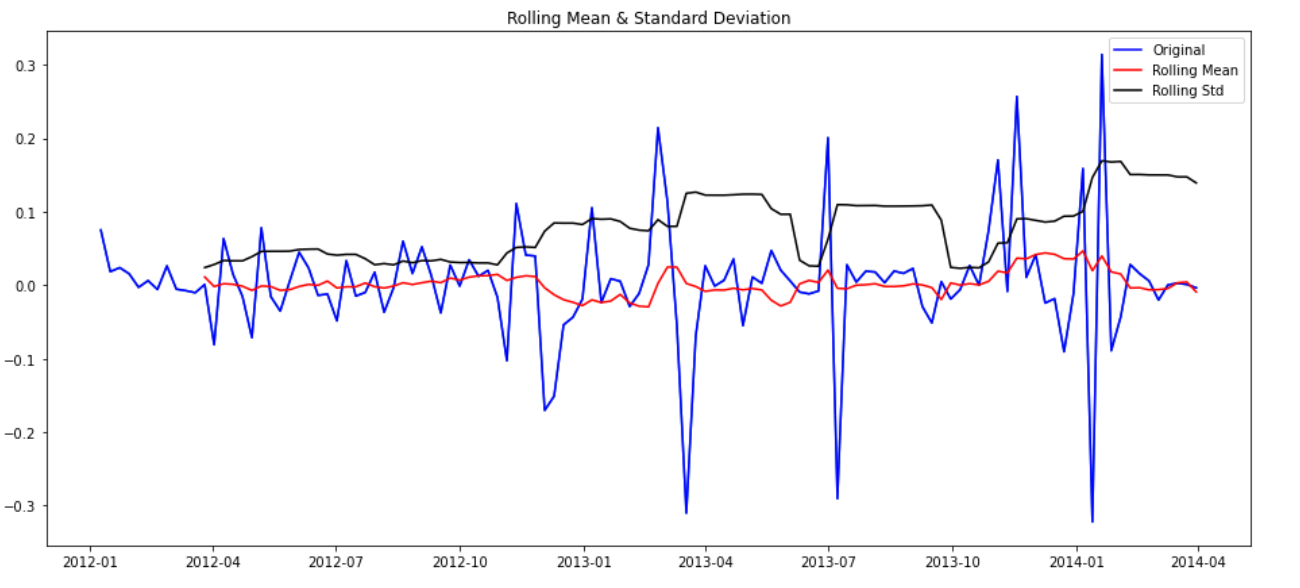 Rolling Mean & Standard Deviation
Original
Rolling Mean
Rolling Std
0.3
0.2
0.1
0.0
−0.1
−0.2
−0.3
2012-01 2012-04 2012-07 2012-10 2013-01 2013-04 2013-07 2013-10 2014-01 2014-04